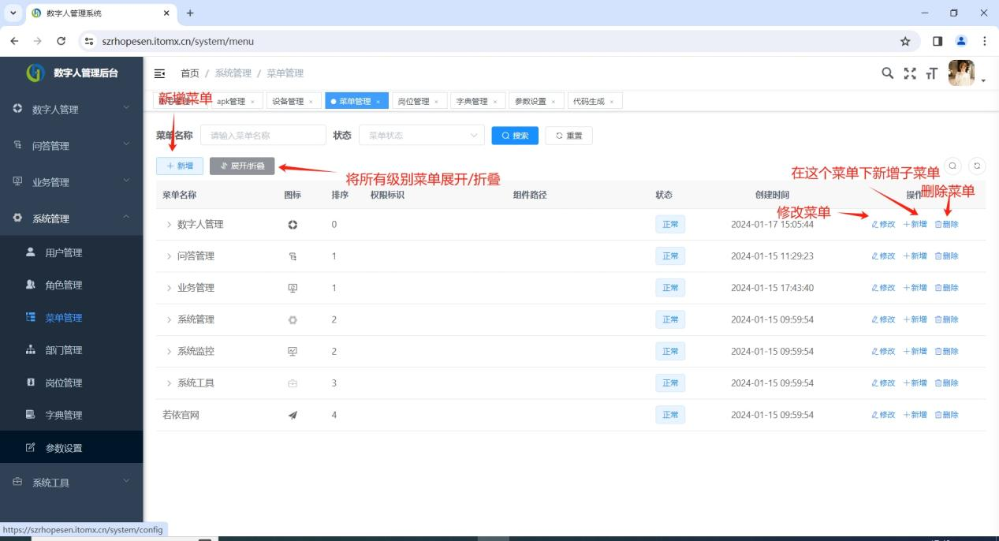 数字人管理系统
szrhopesen.itomx.cn/system/menu
数字人管理后台
首页 / 系统管理 / 菜单管理
新增菜单
apk管理 × 设备管理 × 菜单管理 × 岗位管理 × 字典管理 × 参数设置 × 代码生成 ×
菜单名称 请输入菜单名称 状态 菜单状态 搜索 重置
+ 新增 展开/折叠
将所有级别菜单展开/折叠
在这个菜单下新增子菜单
删除菜单
修改菜单
菜单名称 图标 排序 权限标识 组件路径 状态 创建时间 操作
数字人管理 0 正常 2024-01-17 15:05:44 修改 +新增 删除
问答管理 1 正常 2024-01-15 11:29:23 修改 +新增 删除
业务管理 1 正常 2024-01-15 17:43:40 修改 +新增 删除
系统管理 2 正常 2024-01-15 09:59:54 修改 +新增 删除
系统监控 2 正常 2024-01-15 09:59:54 修改 +新增 删除
系统工具 3 正常 2024-01-15 09:59:54 修改 +新增 删除
若依官网 4 正常 2024-01-15 09:59:54 修改 +新增 删除
数字人管理
问答管理
业务管理
系统管理
用户管理
角色管理
菜单管理
部门管理
岗位管理
字典管理
参数设置
系统工具
https://szrhopesen.itomx.cn/system/config